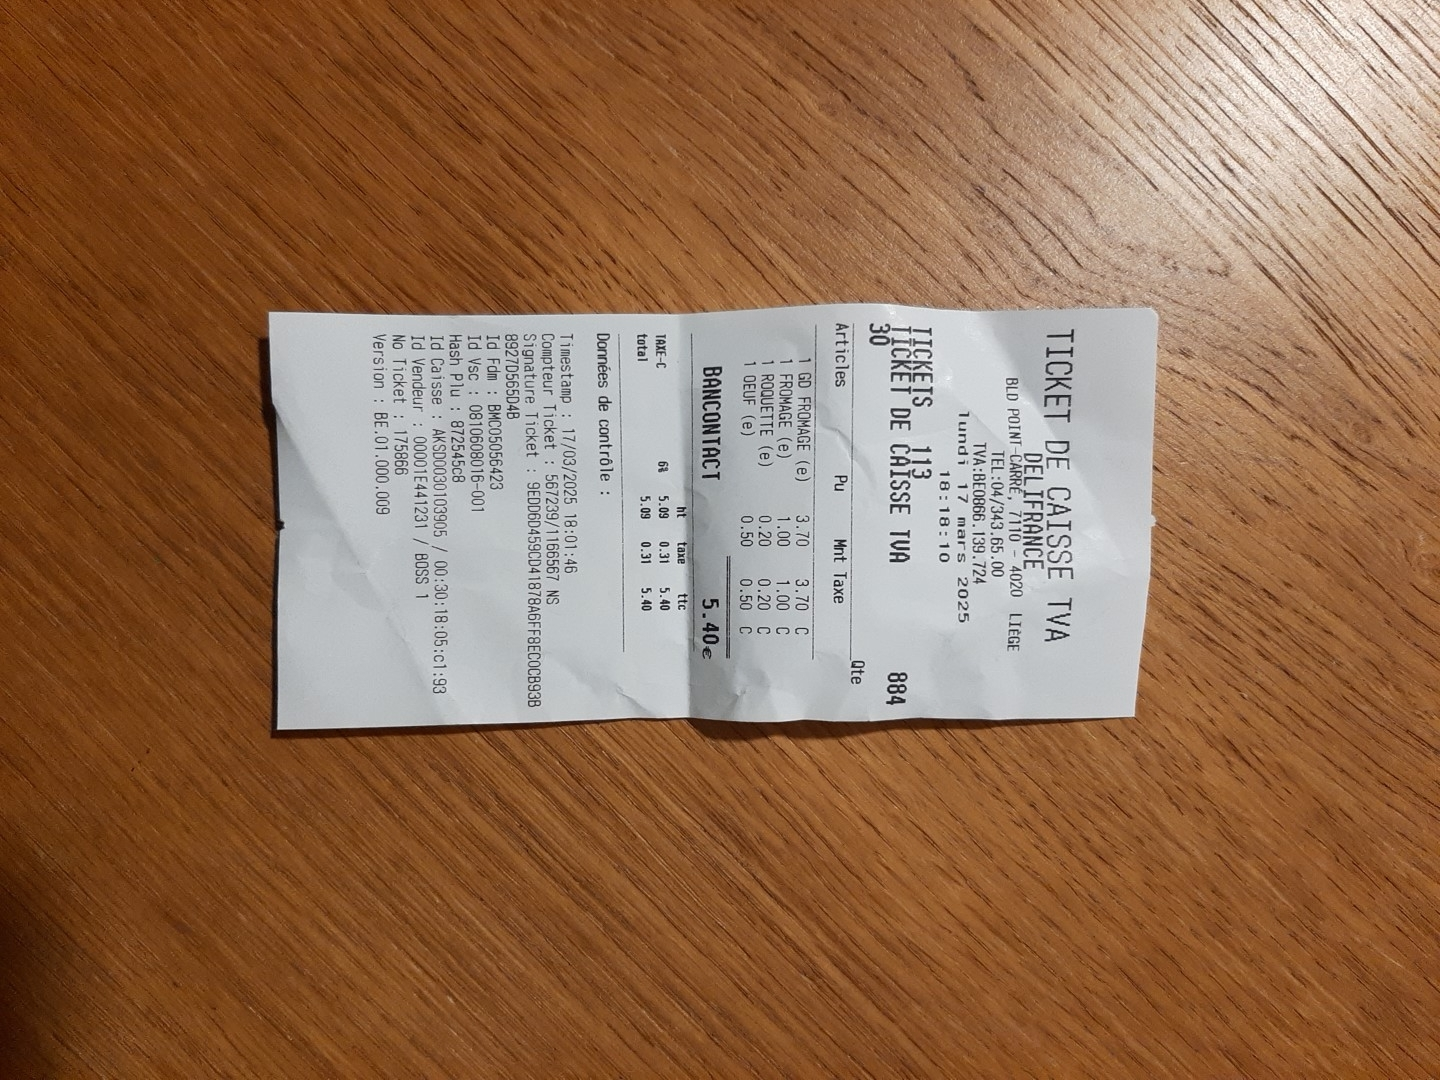 TICKET DE CAISSE TVA
DELIFRANCE
BLD POINT-CARRÉ, 7110 - 4020 LIÈGE
TEL:04/343.65.00
TVA:BE0866.139.724
lundi 17 mars 2025
18:18:10
TICKETS 113
TICKET DE CAISSE TVA 884
30
Qte
Articles Pu Mnt Taxe
1 GD FROMAGE (e) 3.70 3.70 C
1 FROMAGE (e) 1.00 1.00 C
1 ROQUETTE (e) 0.20 0.20 C
1 OEUF (e) 0.50 0.50 C
BANCONTACT 5.40€
ht taxe ttc
TAXE-C 6% 5.09 0.31 5.40
total 5.09 0.31 5.40
Données de contrôle :
Timestamp : 17/03/2025 18:01:46
Compteur Ticket : 567239/1166567 NS
Signature Ticket : 9EDD6D459CD41878A6FF8EC0CB93B
8927D565D4B
Id Fdm : BMC05056423
Id Vsc : 0810608016-001
Hash Plu : 872545c8
Id Caisse : AKSD0030103905 / 00:30:18:05:c1:93
Id Vendeur : 00001E441231 / BOSS 1
No Ticket : 175866
Version : BE.01.000.009